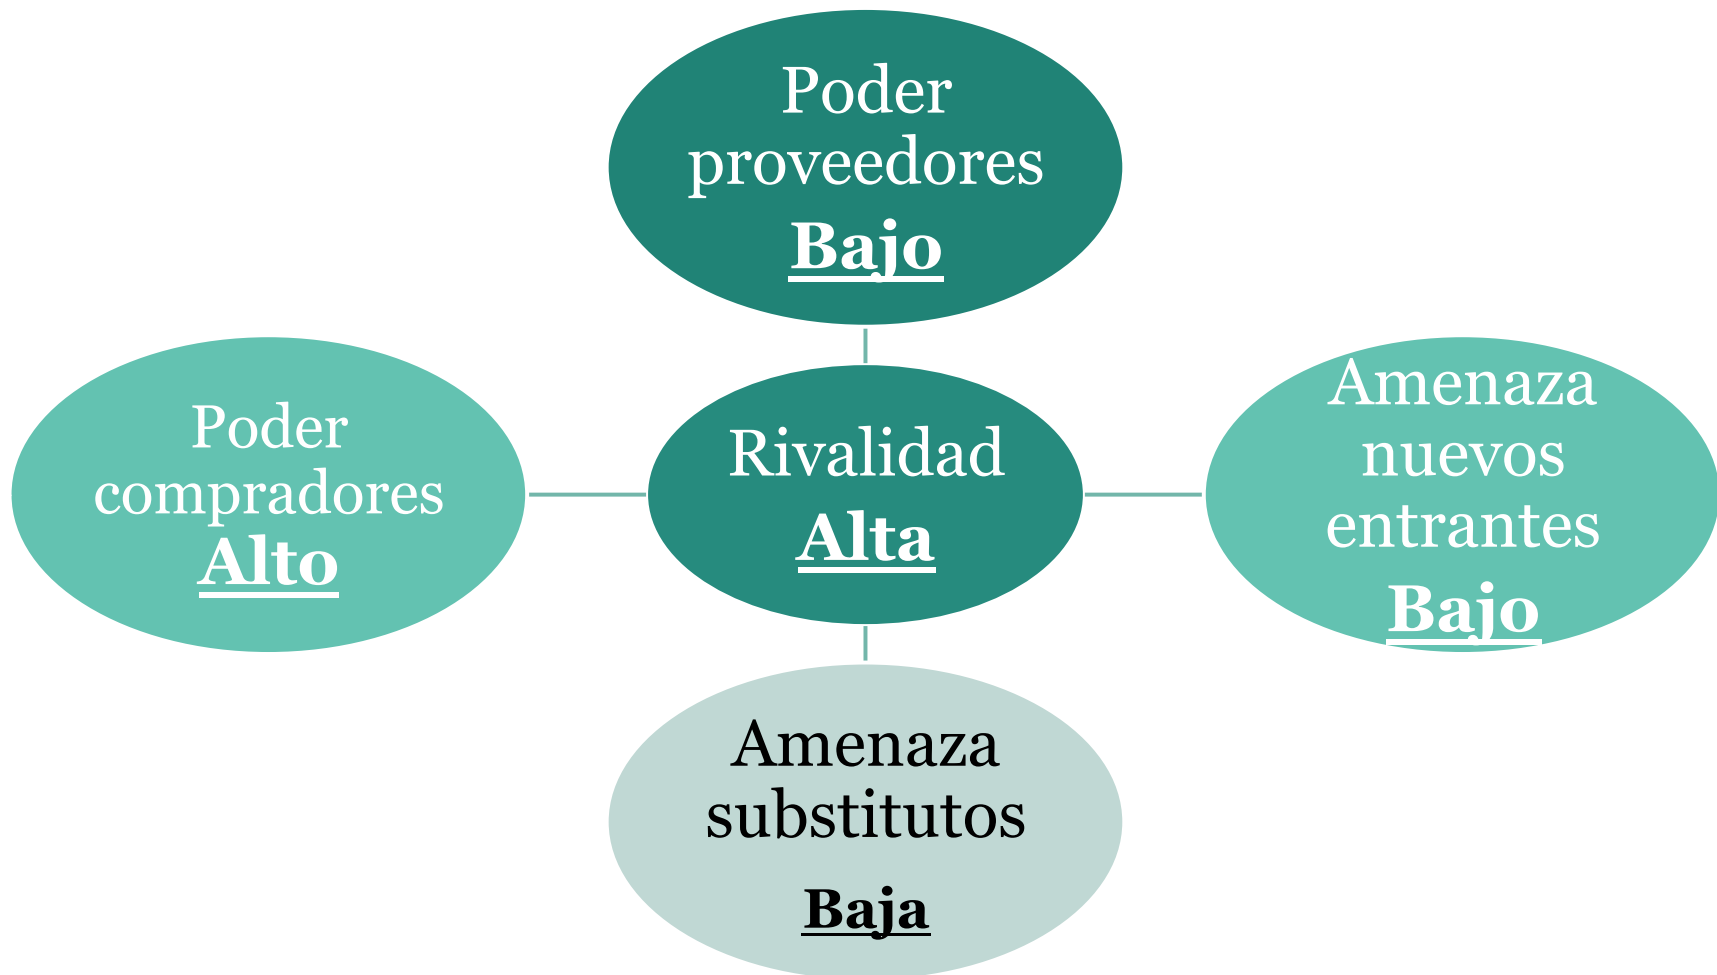 Poder
proveedores
Bajo
Poder
compradores
Alto
Rivalidad
Alta
Amenaza
nuevos
entrantes
Bajo
Amenaza
substitutos
Baja